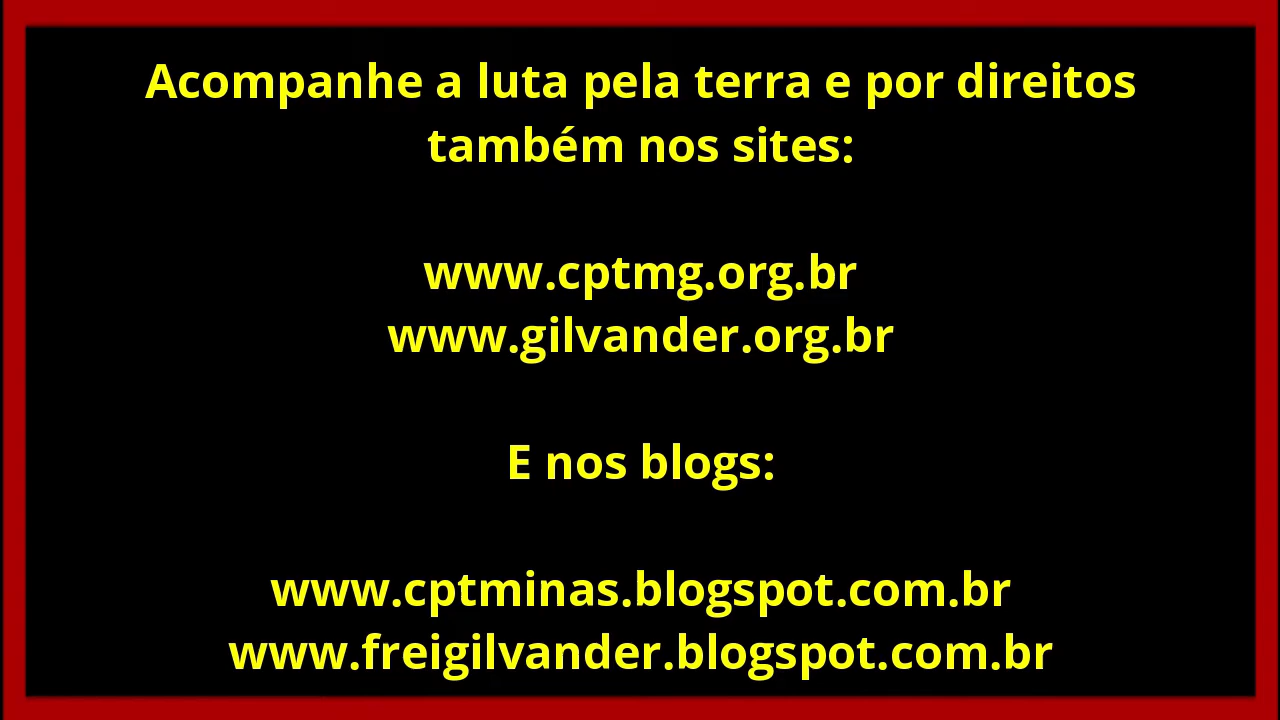 Acompanhe a luta pela terra e por direitos
também nos sites:
www.cptmg.org.br
www.gilvander.org.br
E nos blogs:
www.cptminas.blogspot.com.br
www.freigilvander.blogspot.com.br